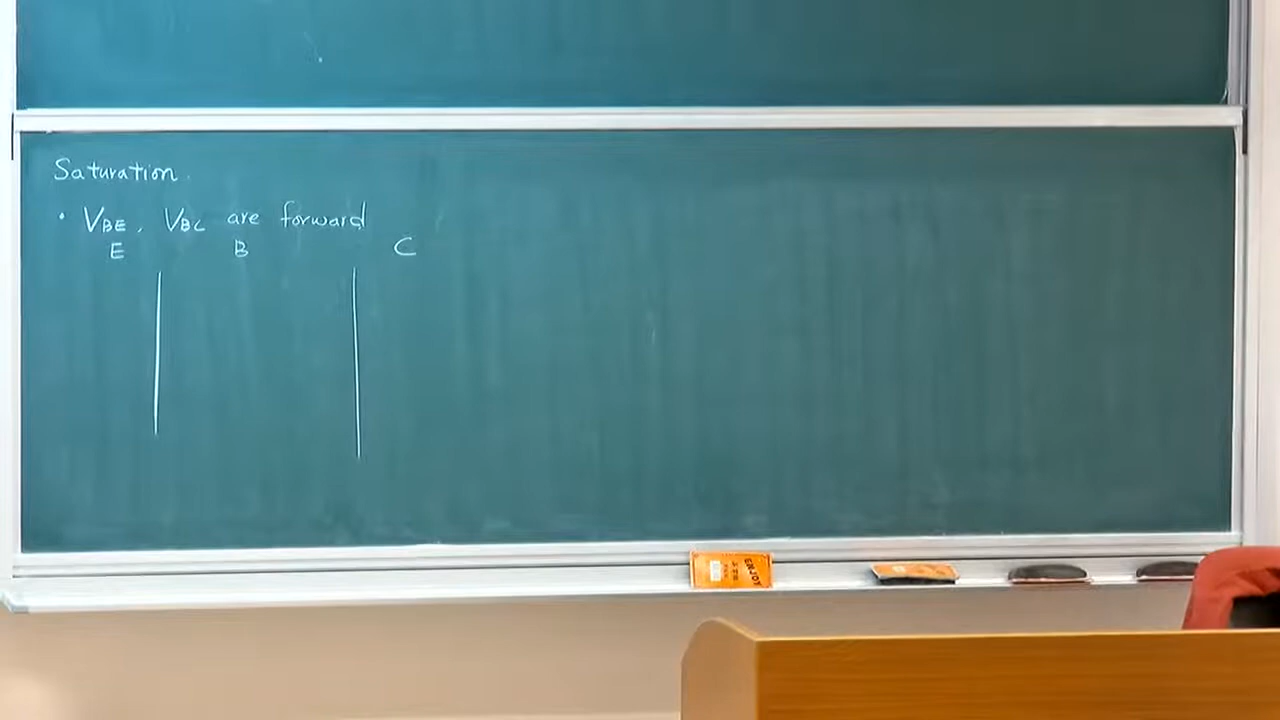 Saturation.
• VBE, VBC are forward
E B C